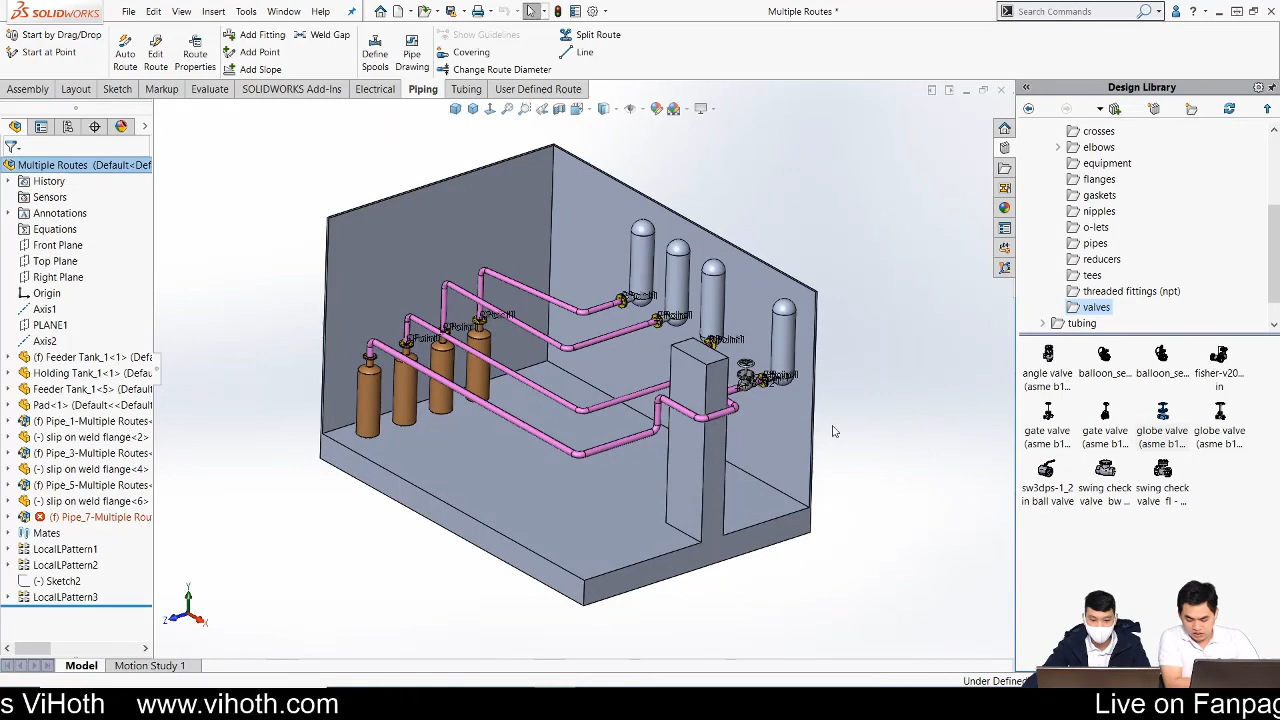 SOLIDWORKS File Edit View Insert Tools Window Help Multiple Routes * Search Commands
Start by Drag/Drop
Start at Point
Auto Route
Edit Route
Route Properties
Add Fitting
Weld Gap
Add Point
Add Slope
Define Spools
Pipe Drawing
Show Guidelines
Covering
Change Route Diameter
Split Route
Line
Assembly Layout Sketch Markup Evaluate SOLIDWORKS Add-Ins Electrical Piping Tubing User Defined Route
Design Library
Multiple Routes (Default<Def
History
Sensors
Annotations
Equations
Front Plane
Top Plane
Right Plane
Origin
Axis1
PLANE1
Axis2
(f) Feeder Tank_1<1> (Defa
Holding Tank_1<1> (Defaul
Feeder Tank_1<5> (Default
Pad<1> (Default<<Default>
(f) Pipe_1-Multiple Routes<
(-) slip on weld flange<2>
(f) Pipe_3-Multiple Routes<
(-) slip on weld flange<4>
(f) Pipe_5-Multiple Routes<
(-) slip on weld flange<6>
(f) Pipe_7-Multiple Rou
Mates
LocalLPattern1
LocalLPattern2
(-) Sketch2
LocalLPattern3
crosses
elbows
equipment
flanges
gaskets
nipples
o-lets
pipes
reducers
tees
threaded fittings (npt)
valves
tubing
angle valve (asme b1...
balloon_se...
balloon_se...
fisher-v20... in
gate valve (asme b1...
gate valve (asme b1...
globe valve (asme b1...
globe valve (asme b1...
sw3dps-1_2 in ball valve
swing check valve_bw ...
swing check valve_fl - ...
X
Y
Z
Model Motion Study 1
Under Define
s ViHoth www.vihoth.com Live on Fanpag